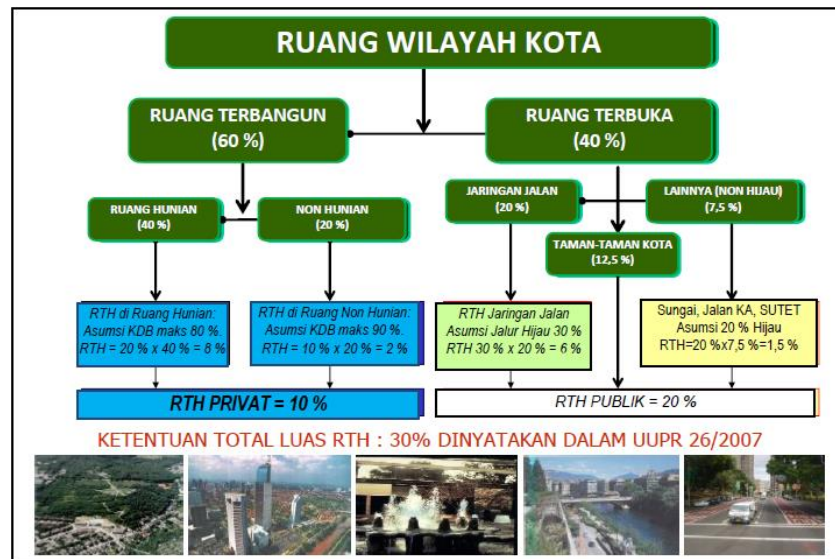 RUANG WILAYAH KOTA
RUANG TERBANGUN
(60 %)
RUANG TERBUKA
(40 %)
RUANG HUNIAN
(40 %)
NON HUNIAN
(20 %)
JARINGAN JALAN
(20 %)
LAINNYA (NON HIJAU)
(7,5 %)
TAMAN-TAMAN KOTA
(12,5 %)
RTH di Ruang Hunian:
Asumsi KDB maks 80 %.
RTH = 20 % x 40 % = 8 %
RTH di Ruang Non Hunian:
Asumsi KDB maks 90 %.
RTH = 10 % x 20 % = 2 %
RTH Jaringan Jalan
Asumsi Jalur Hijau 30 %
RTH 30 % x 20 % = 6 %
Sungai, Jalan KA, SUTET
Asumsi 20 % Hijau
RTH=20 %x7,5 %=1,5 %
RTH PRIVAT = 10 %
RTH PUBLIK = 20 %
KETENTUAN TOTAL LUAS RTH : 30% DINYATAKAN DALAM UUPR 26/2007